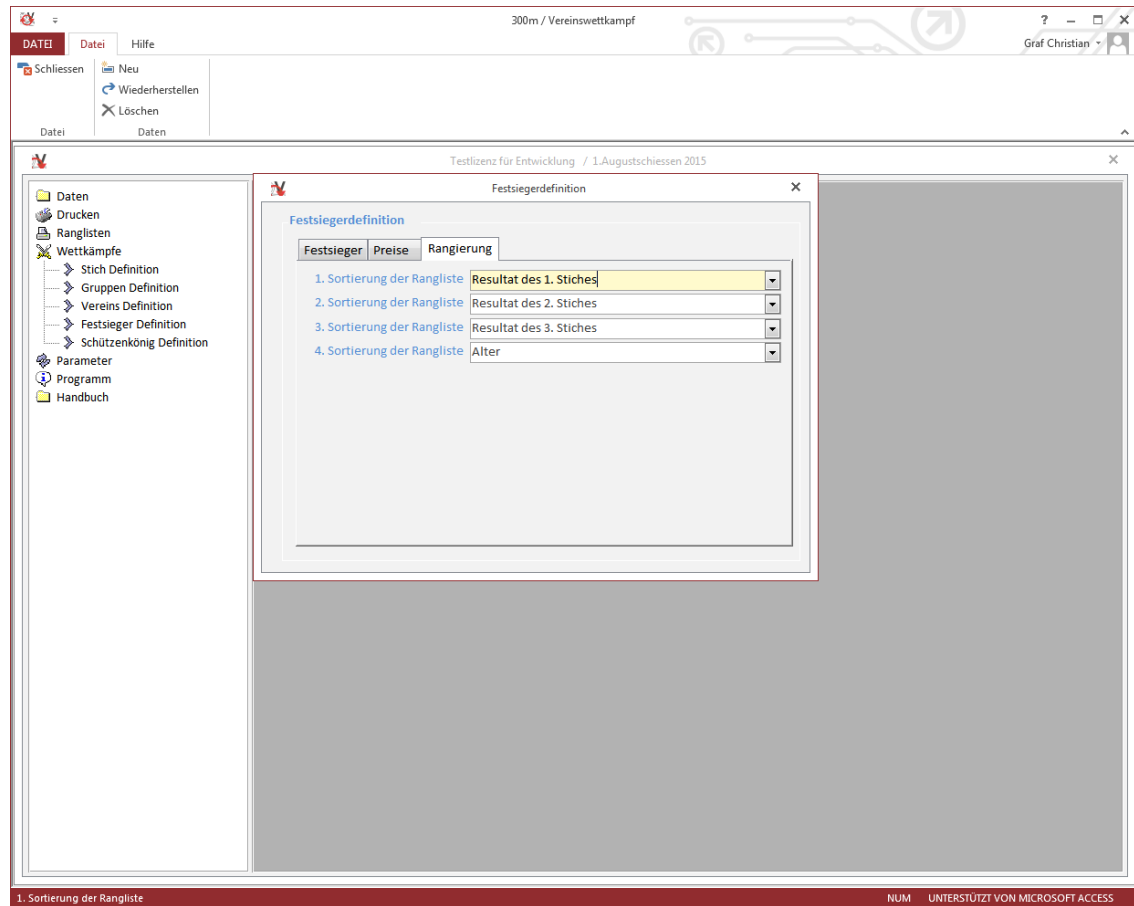 300m / Vereinswettkampf
?
DATEI Datei Hilfe
Graf Christian
Schliessen
Neu
Wiederherstellen
Löschen
Datei
Daten
Testlizenz für Entwicklung / 1.Augustschiessen 2015
Daten
Drucken
Ranglisten
Wettkämpfe
Stich Definition
Gruppen Definition
Vereins Definition
Festsieger Definition
Schützenkönig Definition
Parameter
Programm
Handbuch
Festsiegerdefinition
Festsiegerdefinition
Festsieger Preise Rangierung
1. Sortierung der Rangliste Resultat des 1. Stiches
2. Sortierung der Rangliste Resultat des 2. Stiches
3. Sortierung der Rangliste Resultat des 3. Stiches
4. Sortierung der Rangliste Alter
1. Sortierung der Rangliste
NUM UNTERSTÜTZT VON MICROSOFT ACCESS